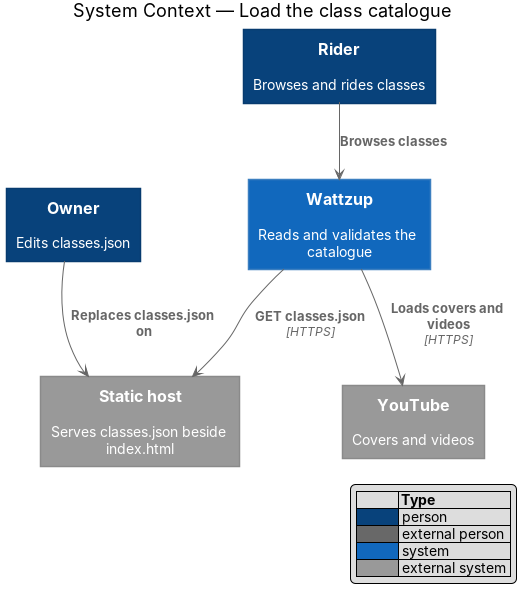 System Context — Load the class catalogue
Rider
Browses and rides classes
Browses classes
Owner
Edits classes.json
Wattzup
Reads and validates the
catalogue
Replaces classes.json
on
GET classes.json
[HTTPS]
Loads covers and
videos
[HTTPS]
Static host
Serves classes.json beside
index.html
YouTube
Covers and videos
Type
person
external person
system
external system